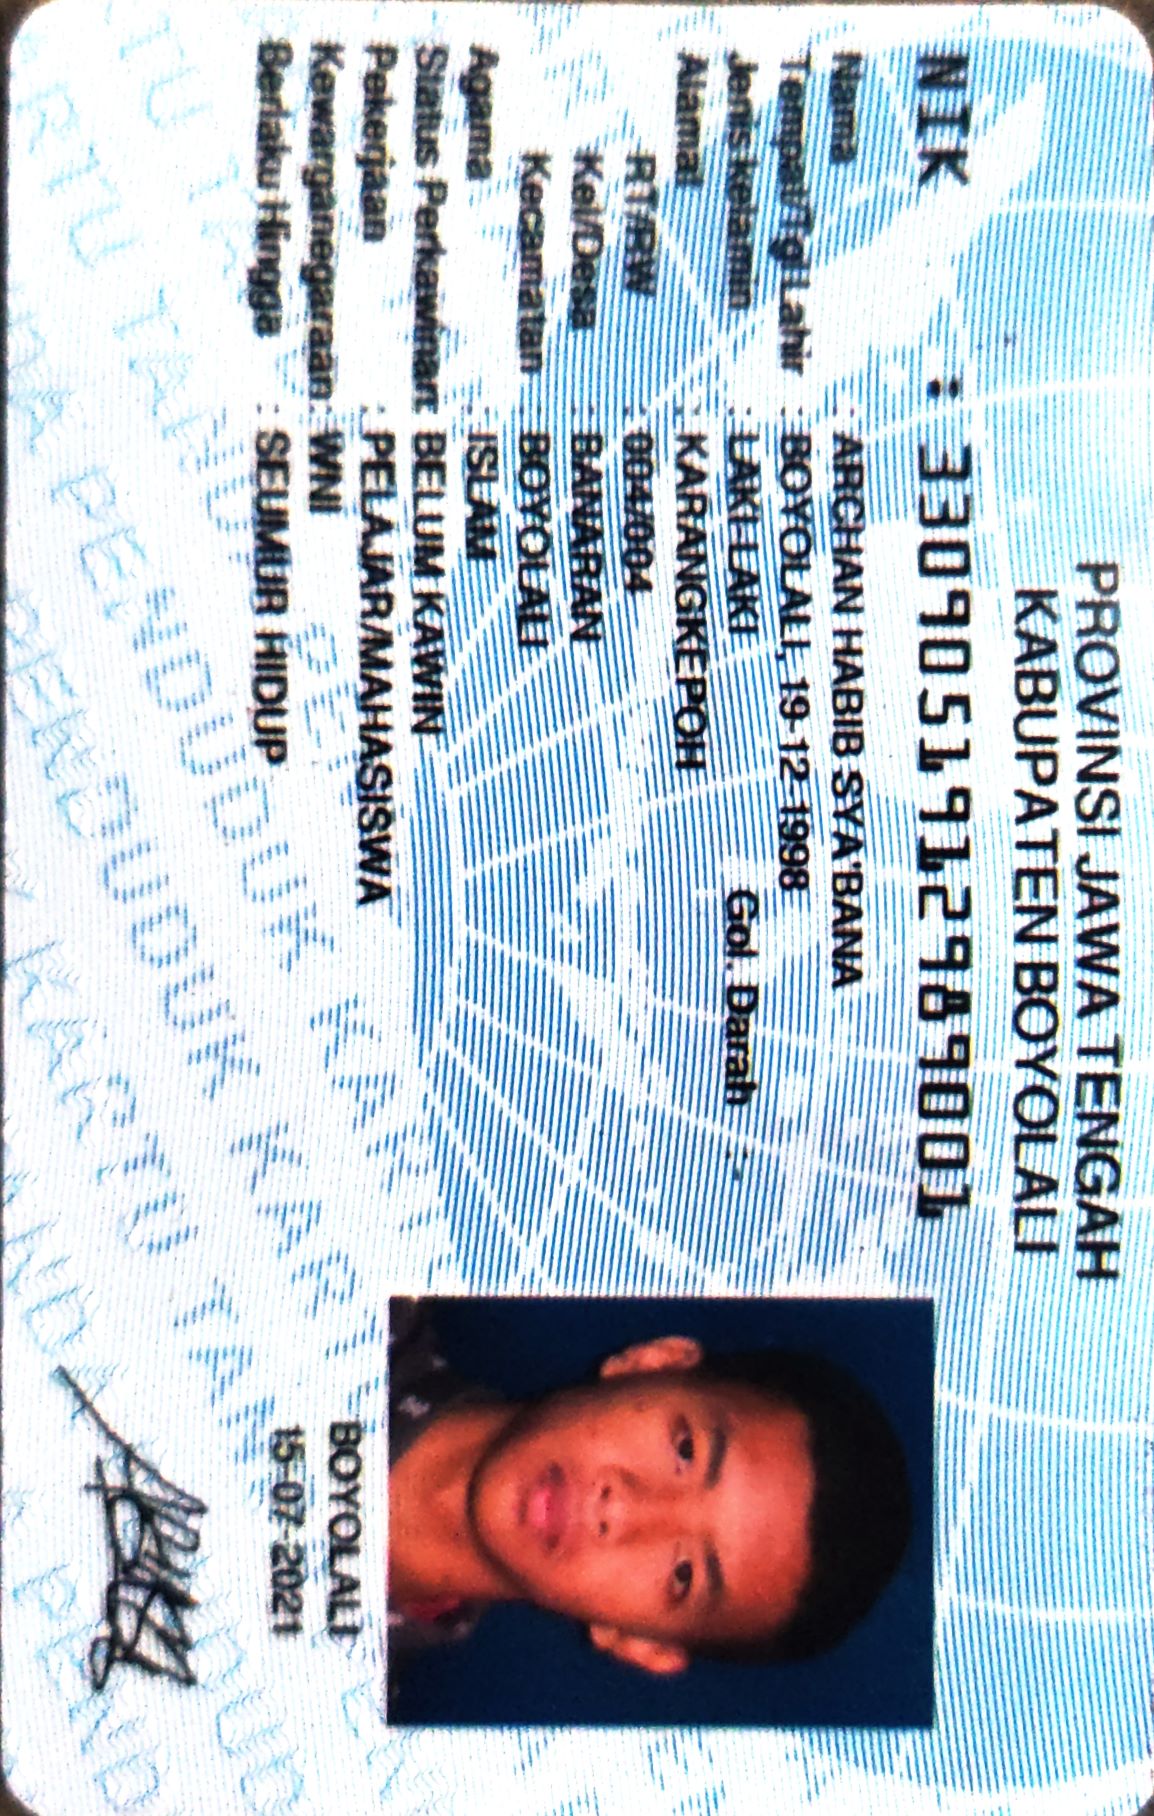 PROVINSI JAWA TENGAH
KABUPATEN BOYOLALI
NIK : 3309051912989001
Nama : ARCHAN HABIB SYA'BANA
Tempat/Tgl Lahir : BOYOLALI, 19-12-1998
Jenis kelamin : LAKI-LAKI Gol. Darah : -
Alamat : KARANGKEPOH
RT/RW : 004/004
Kel/Desa : BANARAN
Kecamatan : BOYOLALI
Agama : ISLAM
Status Perkawinan: BELUM KAWIN
Pekerjaan : PELAJAR/MAHASISWA
Kewarganegaraan: WNI
Berlaku Hingga : SEUMUR HIDUP
BOYOLALI
15-07-2021